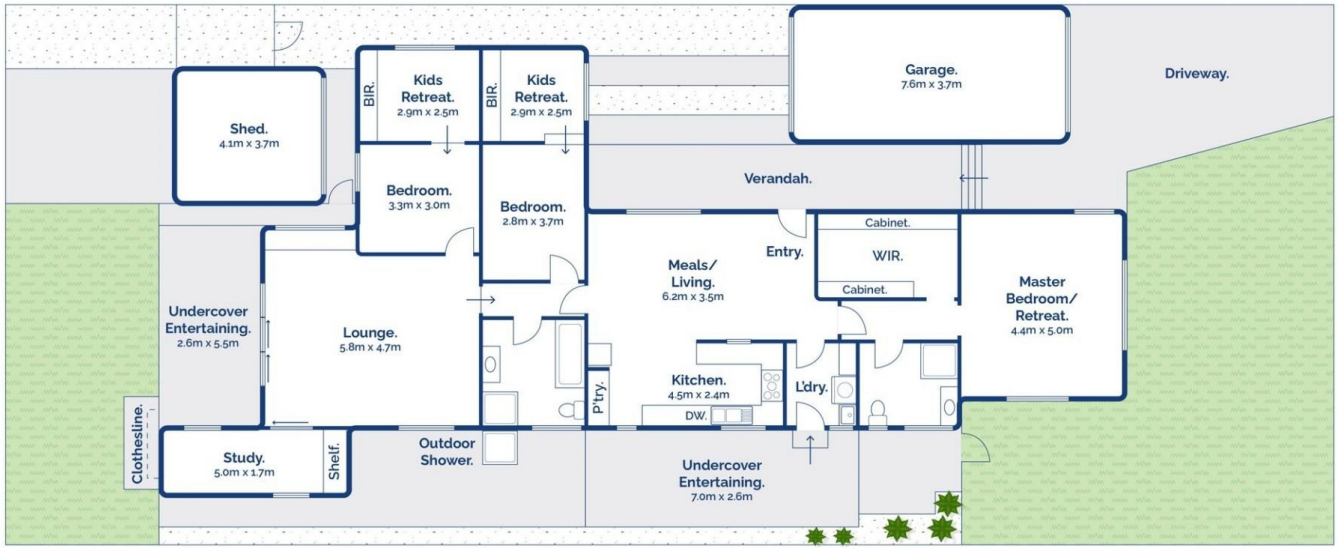 Garage.
7.6m x 3.7m
Driveway.
BIR.
Kids
Retreat.
2.9m x 2.5m
BIR.
Kids
Retreat.
2.9m x 2.5m
Shed.
4.1m x 3.7m
Verandah.
Bedroom.
3.3m x 3.0m
Bedroom.
2.8m x 3.7m
Cabinet.
Entry.
WIR.
Cabinet.
Meals/
Living.
6.2m x 3.5m
Master
Bedroom/
Retreat.
4.4m x 5.0m
Undercover
Entertaining.
2.6m x 5.5m
Lounge.
5.8m x 4.7m
P'try.
Kitchen.
4.5m x 2.4m
DW.
L'dry.
Clothesline.
Study.
5.0m x 1.7m
Shelf.
Outdoor
Shower.
Undercover
Entertaining.
7.0m x 2.6m